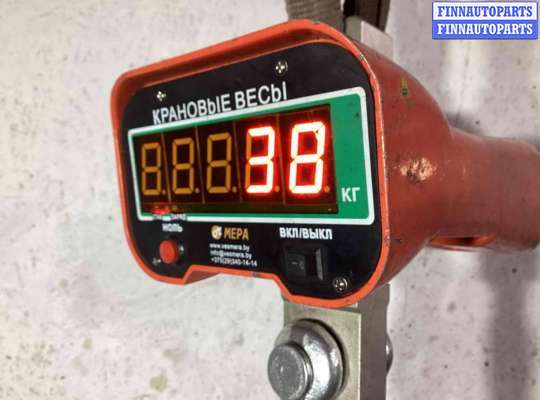 FINNAUTOPARTS
FINNAUTOPARTS
КРАНОВЫЕ ВЕСЫ
38
КГ
НОЛЬ
МЕРА
ВКЛ/ВЫКЛ
www.vesmera.by
info@vesmera.by
+375(29)340-14-14